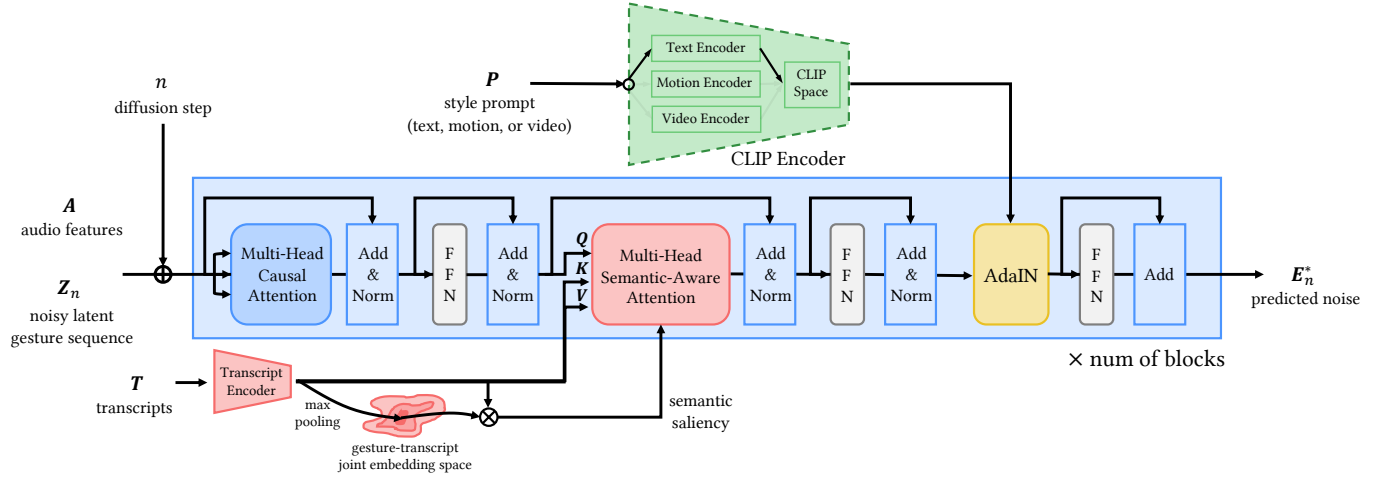 Text Encoder
Motion Encoder
Video Encoder
CLIP
Space
CLIP Encoder
P
style prompt
(text, motion, or video)
n
diffusion step
A
audio features
Z_n
noisy latent
gesture sequence
Multi-Head
Causal
Attention
Add
&
Norm
F
F
N
Add
&
Norm
Q
K
V
Multi-Head
Semantic-Aware
Attention
Add
&
Norm
F
F
N
Add
&
Norm
AdaIN
F
F
N
Add
E*_n
predicted noise
× num of blocks
T
transcripts
Transcript
Encoder
max
pooling
gesture-transcript
joint embedding space
semantic
saliency